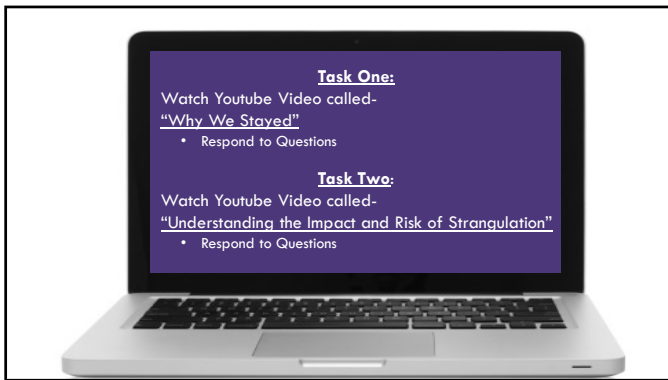 Task One:
Watch Youtube Video called-
“Why We Stayed”
• Respond to Questions
Task Two:
Watch Youtube Video called-
“Understanding the Impact and Risk of Strangulation”
• Respond to Questions